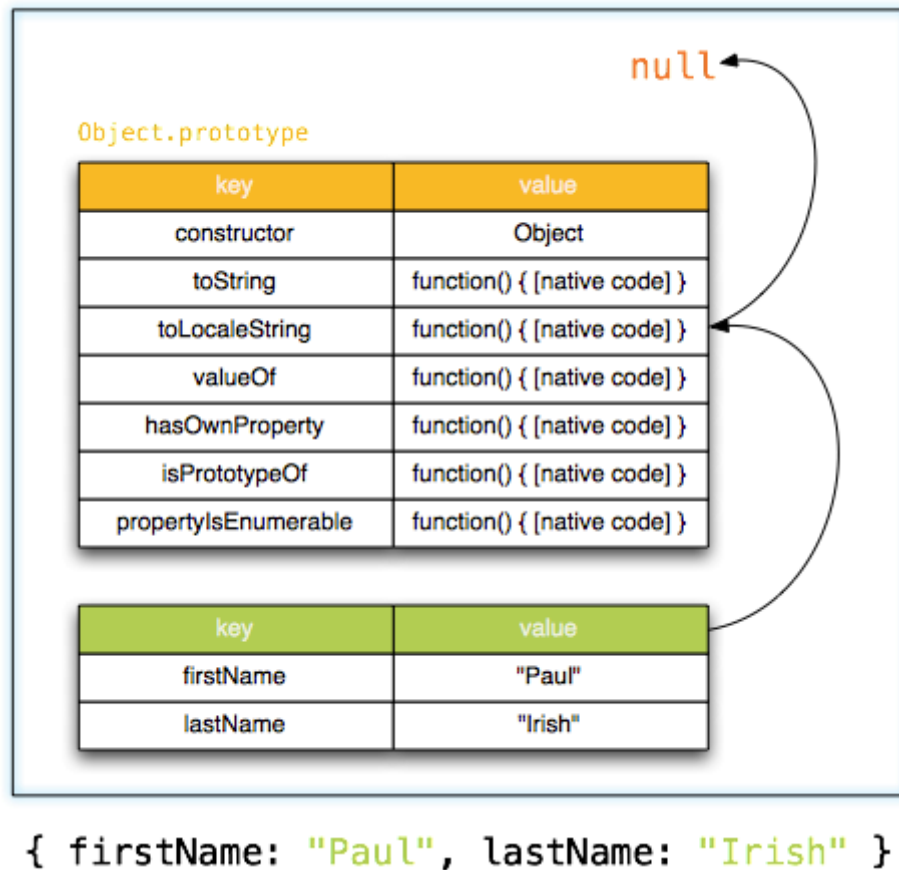 null
Object.prototype
key value
constructor Object
toString function() { [native code] }
toLocaleString function() { [native code] }
valueOf function() { [native code] }
hasOwnProperty function() { [native code] }
isPrototypeOf function() { [native code] }
propertyIsEnumerable function() { [native code] }
key value
firstName "Paul"
lastName "Irish"
{ firstName: "Paul", lastName: "Irish" }